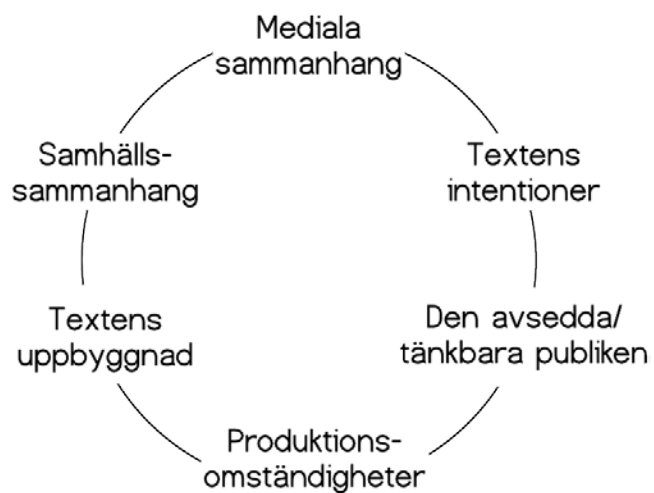 Mediala
sammanhang
Samhälls-
sammanhang
Textens
intentioner
Textens
uppbyggnad
Den avsedda/
tänkbara publiken
Produktions-
omständigheter